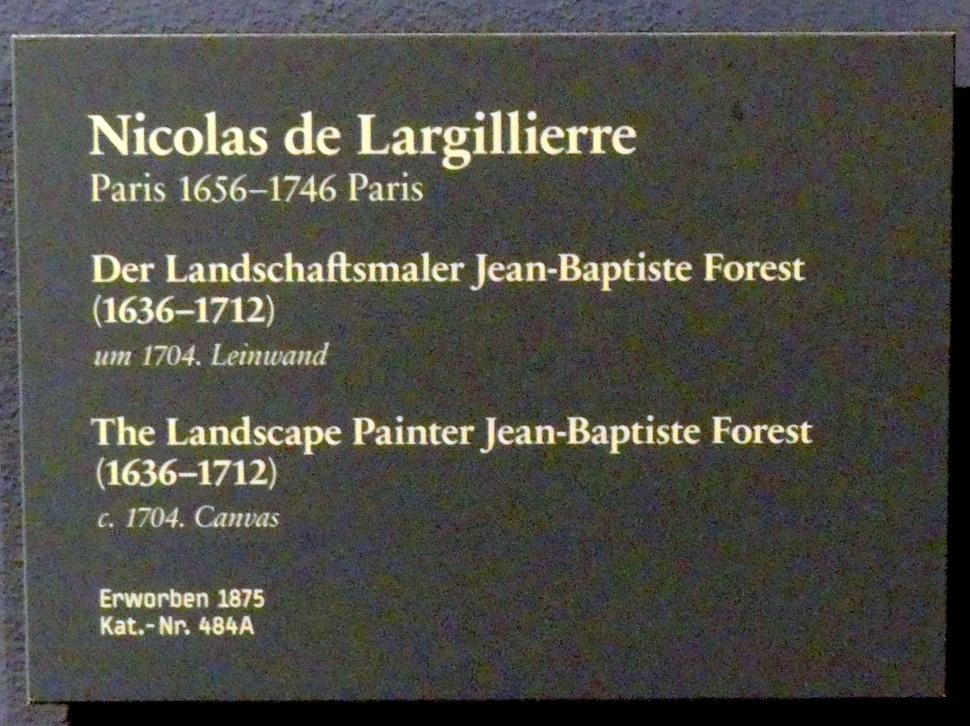 Nicolas de Largillierre
Paris 1656–1746 Paris
Der Landschaftsmaler Jean-Baptiste Forest
(1636–1712)
um 1704. Leinwand
The Landscape Painter Jean-Baptiste Forest
(1636–1712)
c. 1704. Canvas
Erworben 1875
Kat.-Nr. 484A